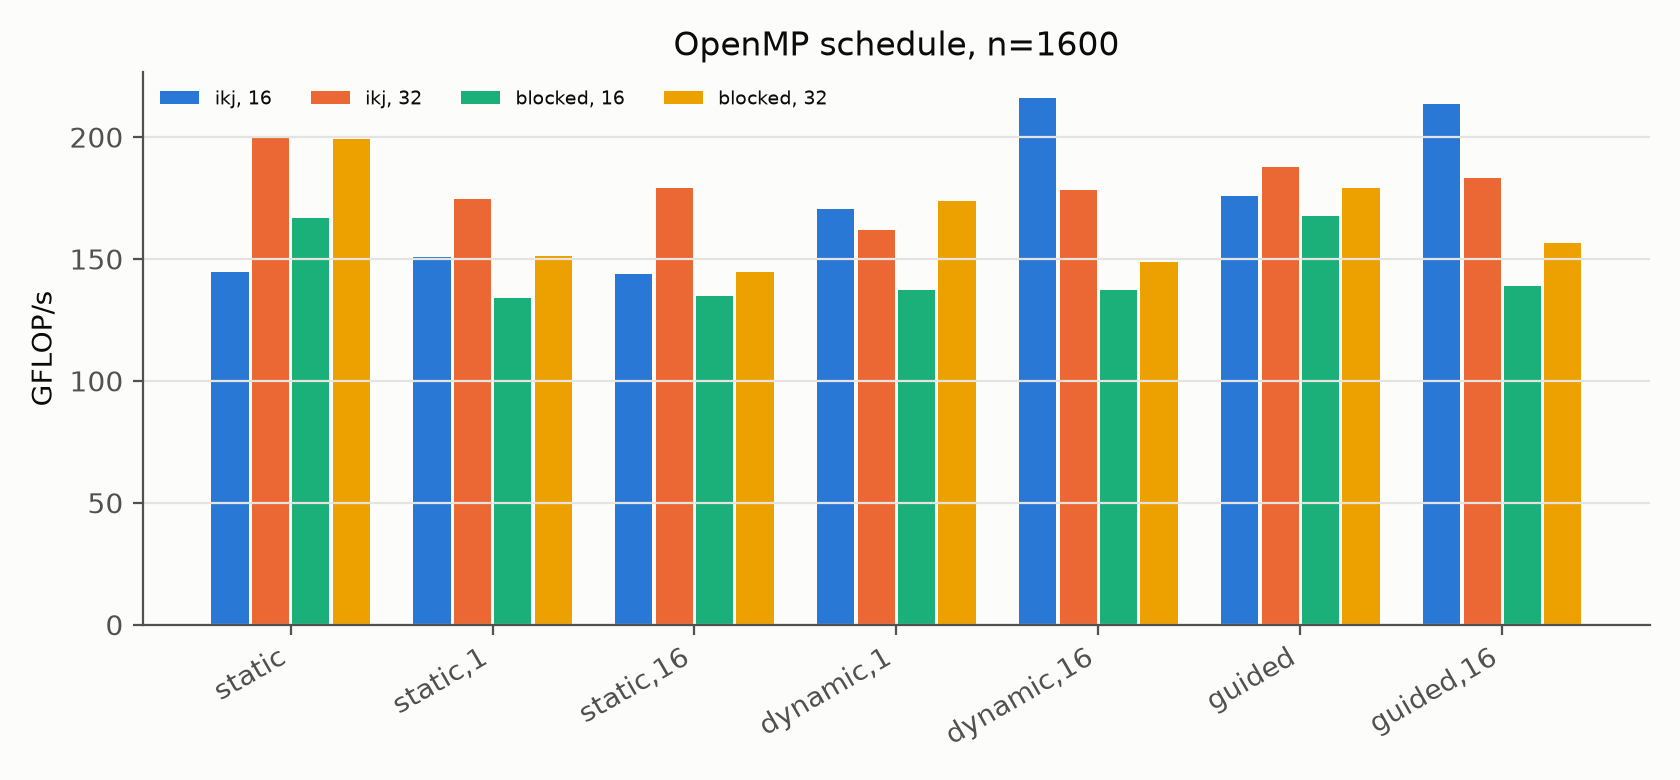 OpenMP schedule, n=1600
ikj, 16
ikj, 32
blocked, 16
blocked, 32
GFLOP/s
200
150
100
50
0
static
static,1
static,16
dynamic,1
dynamic,16
guided
guided,16